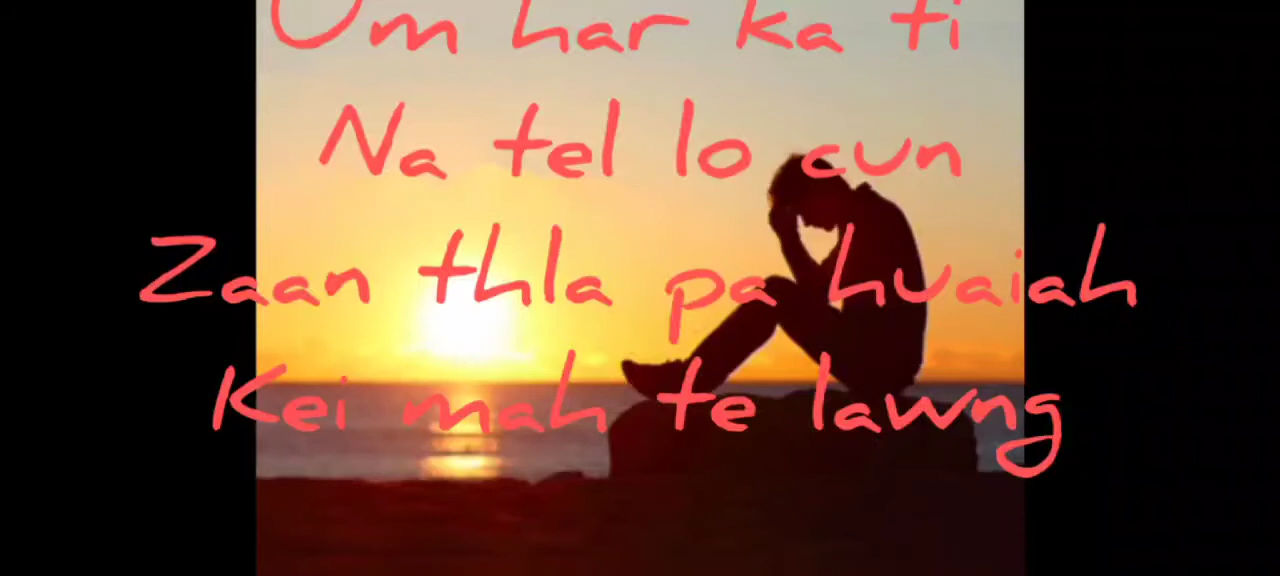 Um har ka ti
Na tel lo cun
Zaan thla pa huaiah
Kei mah te lawng